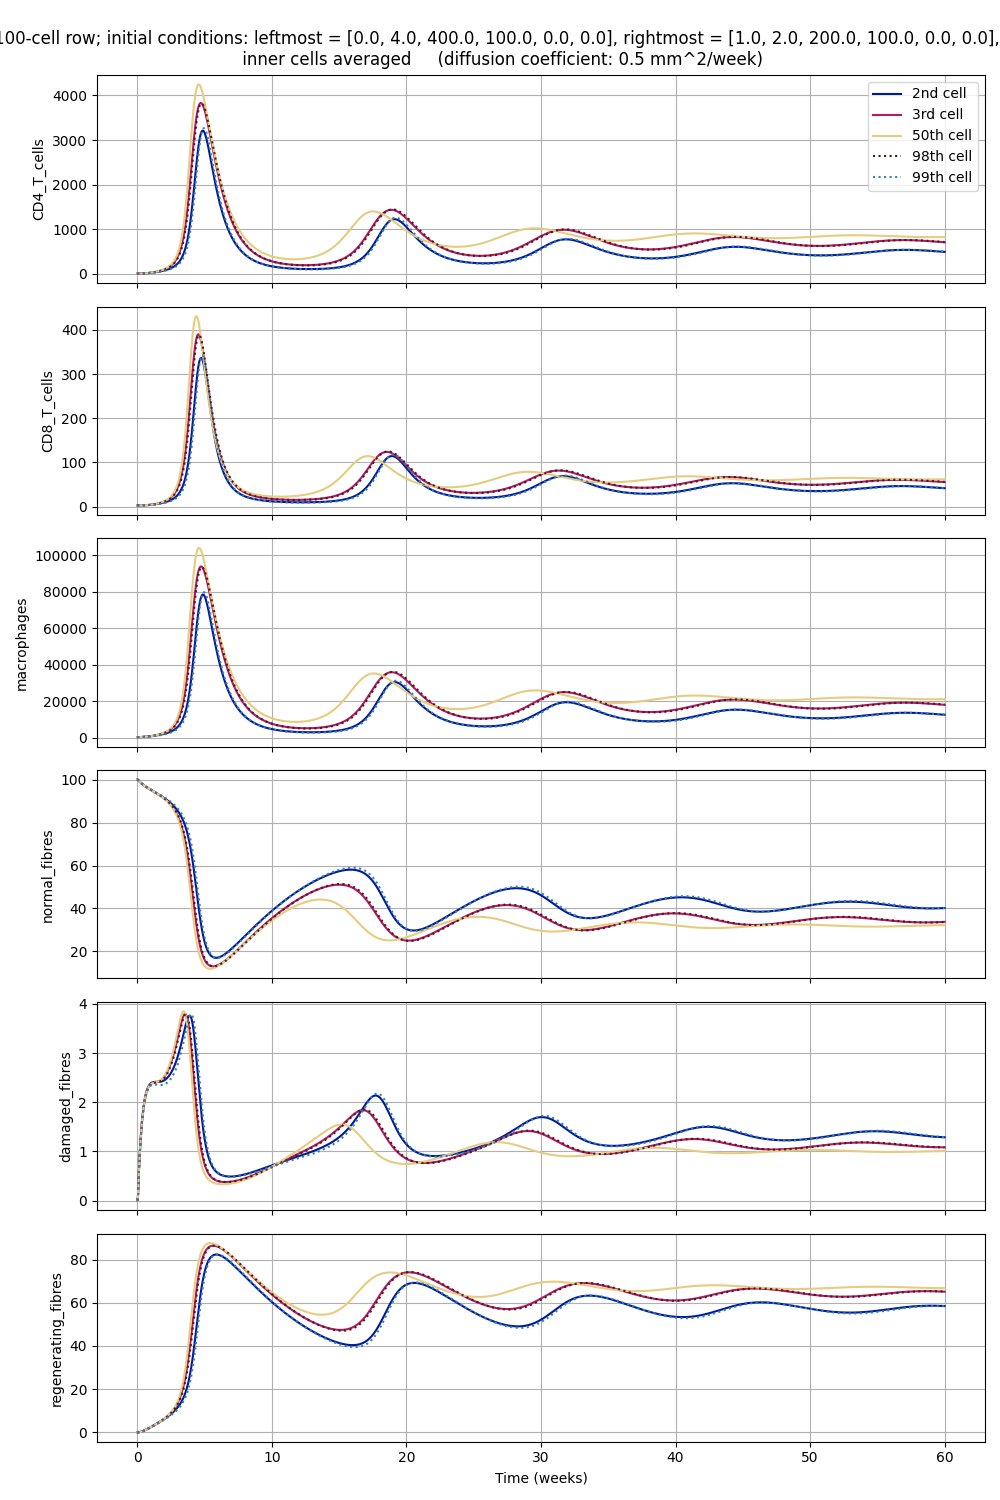 100-cell row; initial conditions: leftmost = [0.0, 4.0, 400.0, 100.0, 0.0, 0.0], rightmost = [1.0, 2.0, 200.0, 100.0, 0.0, 0.0],
inner cells averaged     (diffusion coefficient: 0.5 mm^2/week)
2nd cell
3rd cell
50th cell
98th cell
99th cell
CD4_T_cells
4000
3000
2000
1000
0
CD8_T_cells
400
300
200
100
0
macrophages
100000
80000
60000
40000
20000
0
normal_fibres
100
80
60
40
20
damaged_fibres
4
3
2
1
0
regenerating_fibres
80
60
40
20
0
0 10 20 30 40 50 60
Time (weeks)